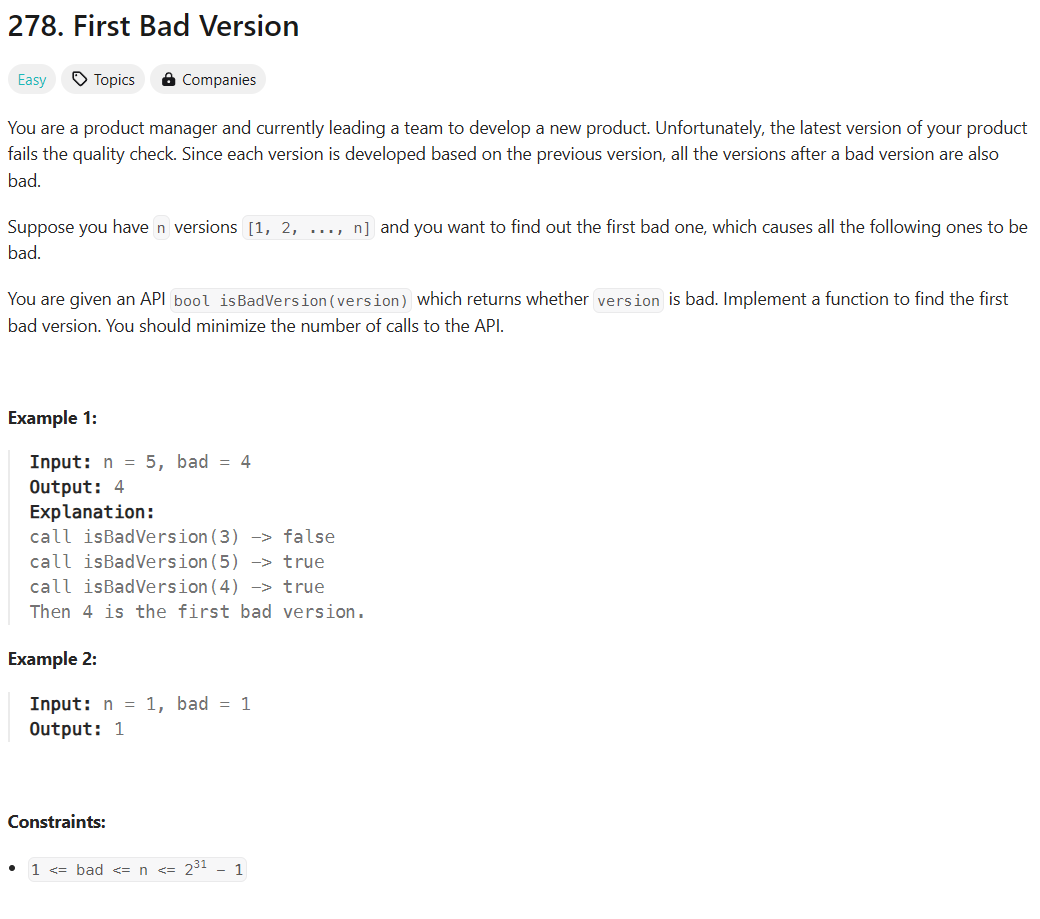 278. First Bad Version
Easy Topics Companies
You are a product manager and currently leading a team to develop a new product. Unfortunately, the latest version of your product
fails the quality check. Since each version is developed based on the previous version, all the versions after a bad version are also
bad.
Suppose you have n versions [1, 2, ..., n] and you want to find out the first bad one, which causes all the following ones to be
bad.
You are given an API bool isBadVersion(version) which returns whether version is bad. Implement a function to find the first
bad version. You should minimize the number of calls to the API.
Example 1:
Input: n = 5, bad = 4
Output: 4
Explanation:
call isBadVersion(3) -> false
call isBadVersion(5) -> true
call isBadVersion(4) -> true
Then 4 is the first bad version.
Example 2:
Input: n = 1, bad = 1
Output: 1
Constraints:
• 1 <= bad <= n <= 2³¹ - 1